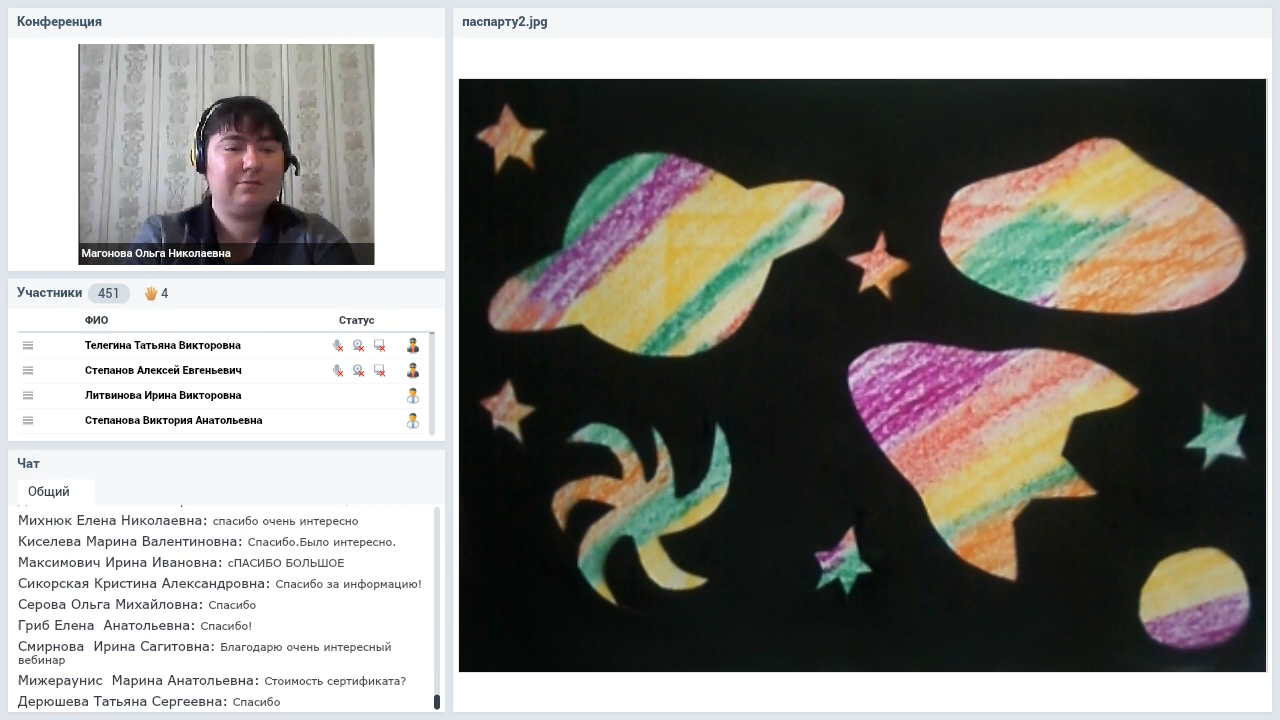 Конференция
паспарту2.jpg
Магонова Ольга Николаевна
Участники 451 4
ФИО Статус
Телегина Татьяна Викторовна
Степанов Алексей Евгеньевич
Литвинова Ирина Викторовна
Степанова Виктория Анатольевна
Чат
Общий
Михнюк Елена Николаевна: спасибо очень интересно
Киселева Марина Валентиновна: Спасибо.Было интересно.
Максимович Ирина Ивановна: сПАСИБО БОЛЬШОЕ
Сикорская Кристина Александровна: Спасибо за информацию!
Серова Ольга Михайловна: Спасибо
Гриб Елена  Анатольевна: Спасибо!
Смирнова  Ирина Сагитовна: Благодарю очень интересный
вебинар
Мижераунис  Марина Анатольевна: Стоимость сертификата?
Дерюшева Татьяна Сергеевна: Спасибо